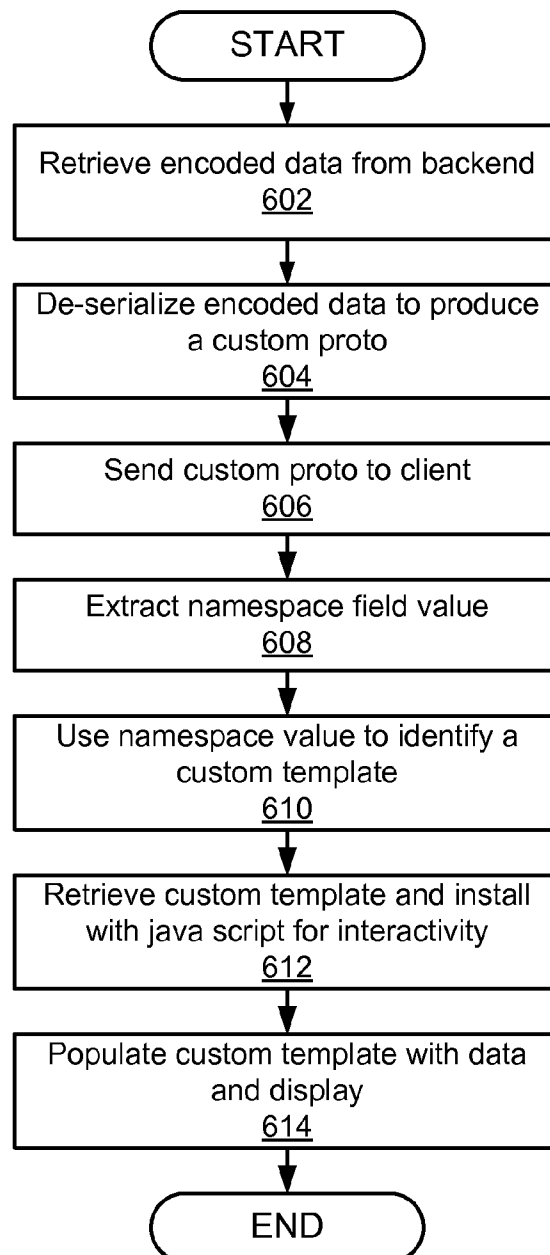 START
Retrieve encoded data from backend
602
De-serialize encoded data to produce
a custom proto
604
Send custom proto to client
606
Extract namespace field value
608
Use namespace value to identify a
custom template
610
Retrieve custom template and install
with java script for interactivity
612
Populate custom template with data
and display
614
END